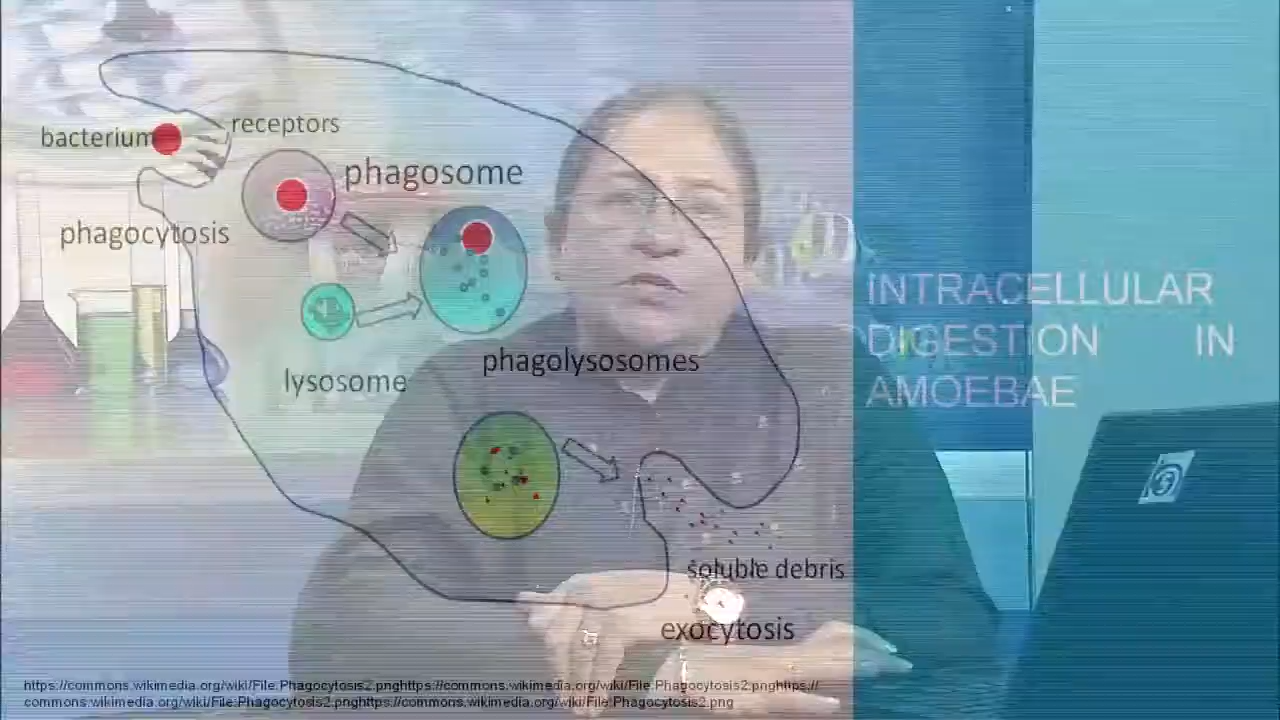 bacterium
receptors
phagosome
phagocytosis
lysosome
phagolysosomes
soluble debris
exocytosis
INTRACELLULAR
DIGESTION IN
AMOEBAE
https://commons.wikimedia.org/wiki/File:Phagocytosis2.pnghttps://commons.wikimedia.org/wiki/File:Phagocytosis2.pnghttps://
commons.wikimedia.org/wiki/File:Phagocytosis2.pnghttps://commons.wikimedia.org/wiki/File:Phagocytosis2.png